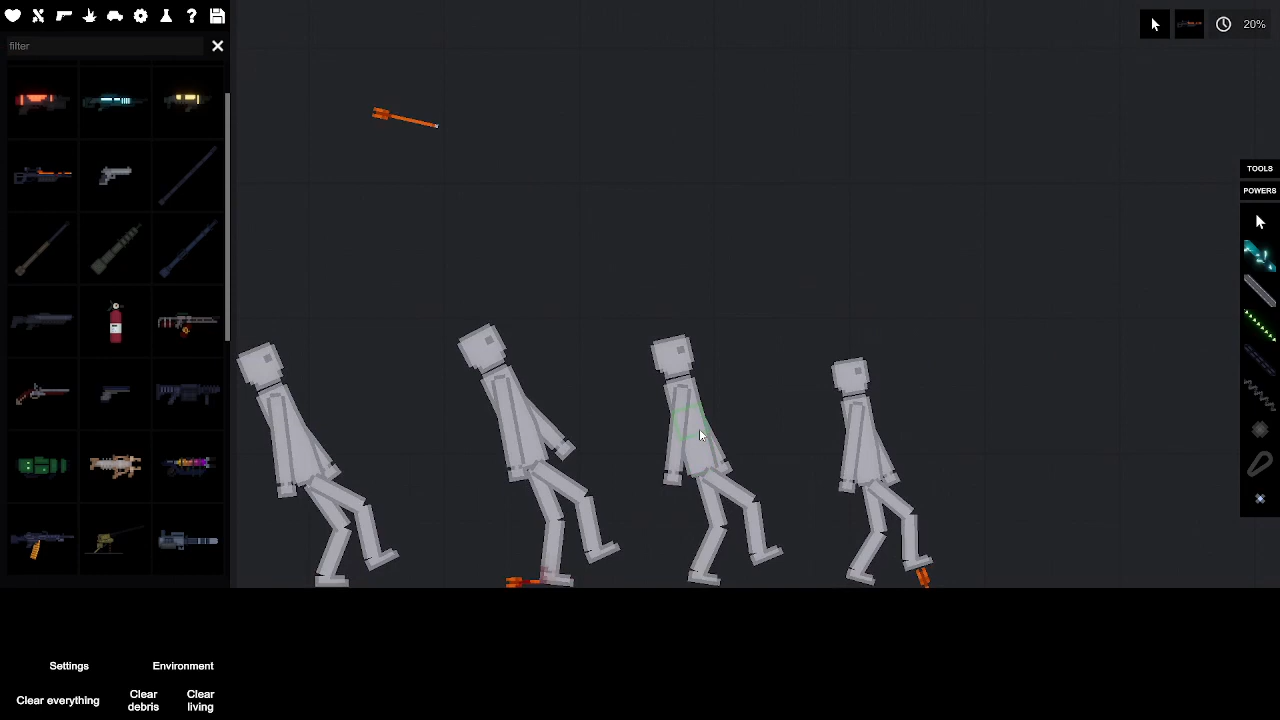 filter
20%
TOOLS
POWERS
Settings
Environment
Clear everything
Clear debris
Clear living